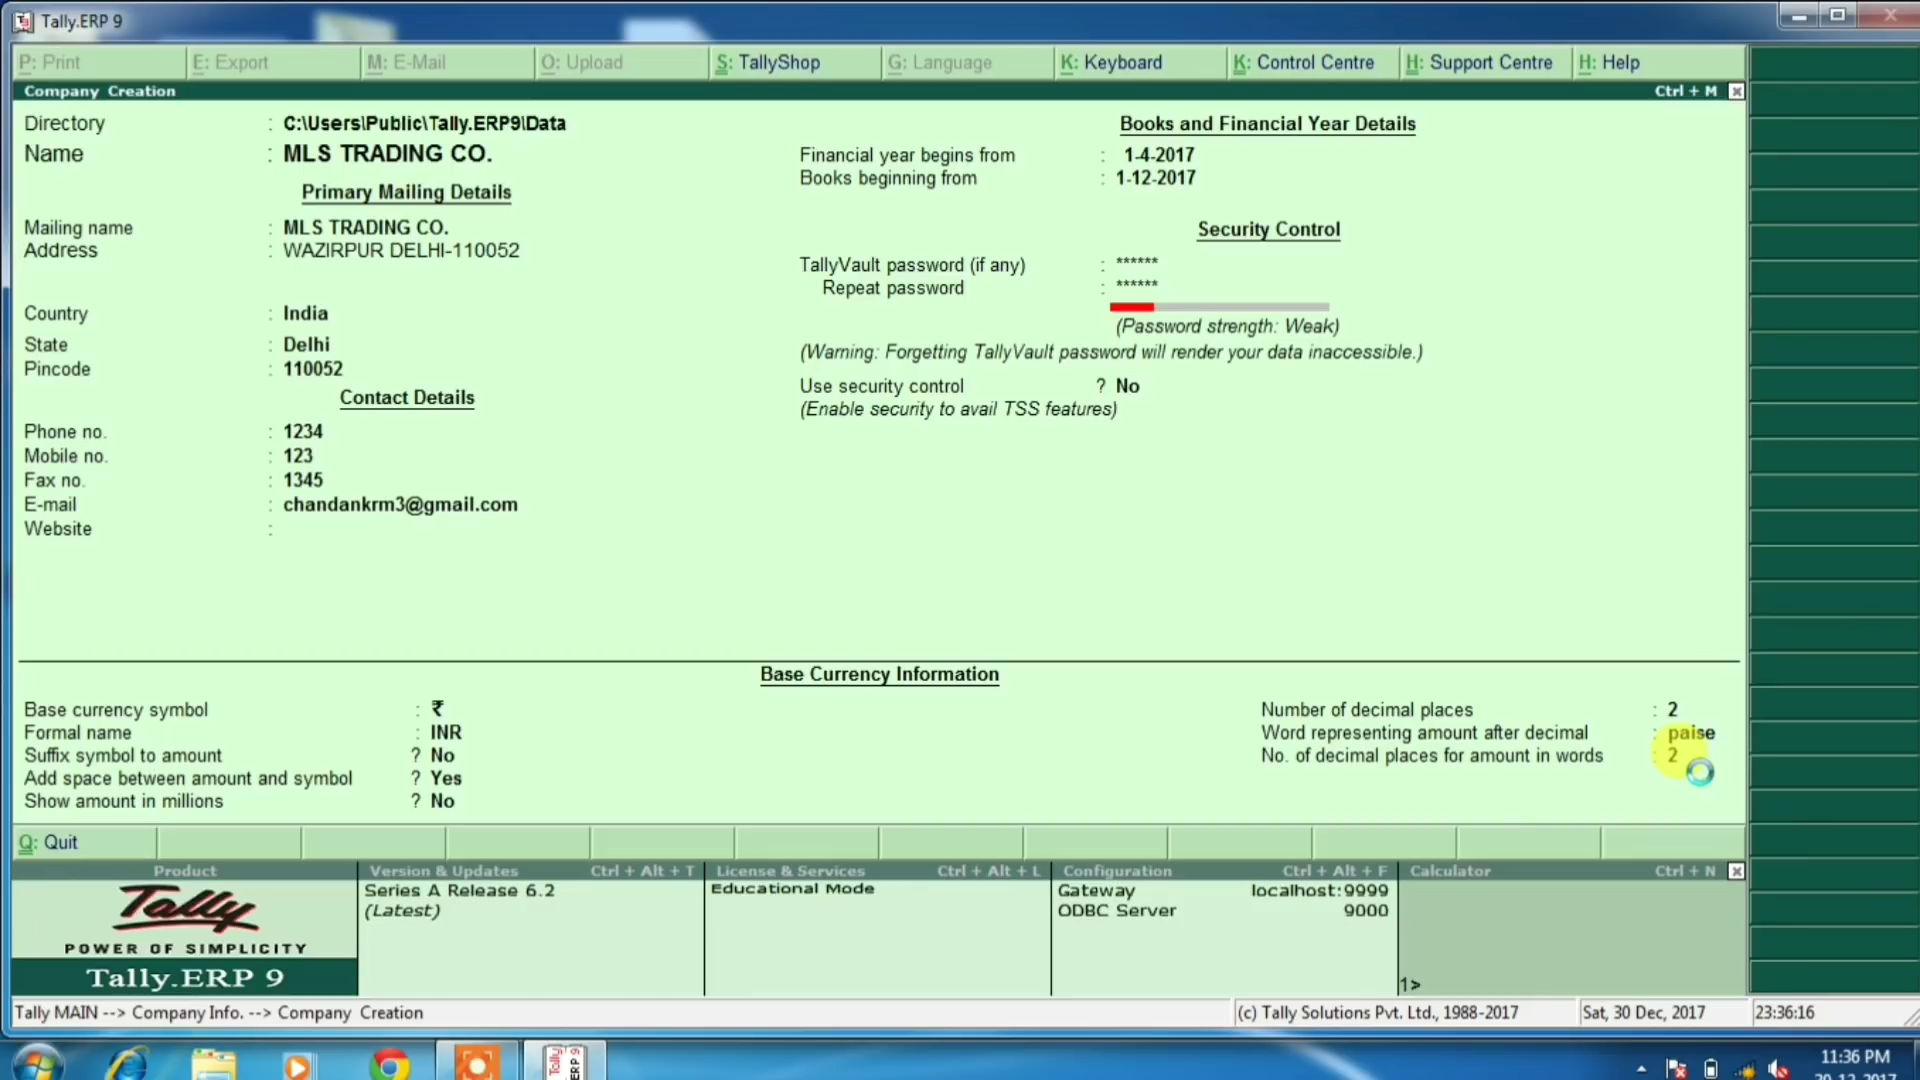 Tally.ERP 9
P: Print E: Export M: E-Mail O: Upload S: TallyShop G: Language K: Keyboard K: Control Centre H: Support Centre H: Help
Company Creation Ctrl + M
Directory : C:\Users\Public\Tally.ERP9\Data
Name : MLS TRADING CO.
Primary Mailing Details
Mailing name : MLS TRADING CO.
Address : WAZIRPUR DELHI-110052
Country : India
State : Delhi
Pincode : 110052
Contact Details
Phone no. : 1234
Mobile no. : 123
Fax no. : 1345
E-mail : chandankrm3@gmail.com
Website :
Books and Financial Year Details
Financial year begins from : 1-4-2017
Books beginning from : 1-12-2017
Security Control
TallyVault password (if any) : ******
Repeat password : ******
(Password strength: Weak)
(Warning: Forgetting TallyVault password will render your data inaccessible.)
Use security control ? No
(Enable security to avail TSS features)
Base Currency Information
Base currency symbol : ₹
Formal name : INR
Suffix symbol to amount ? No
Add space between amount and symbol ? Yes
Show amount in millions ? No
Number of decimal places : 2
Word representing amount after decimal : paise
No. of decimal places for amount in words : 2
Q: Quit
Product
Tally
POWER OF SIMPLICITY
Tally.ERP 9
Version & Updates Ctrl + Alt + T
Series A Release 6.2
(Latest)
License & Services Ctrl + Alt + L
Educational Mode
Configuration Ctrl + Alt + F
Gateway localhost:9999
ODBC Server 9000
Calculator Ctrl + N
1>
Tally MAIN --> Company Info. --> Company Creation
(c) Tally Solutions Pvt. Ltd., 1988-2017 Sat, 30 Dec, 2017 23:36:16
Tally ERP 9
11:36 PM
30-12-2017